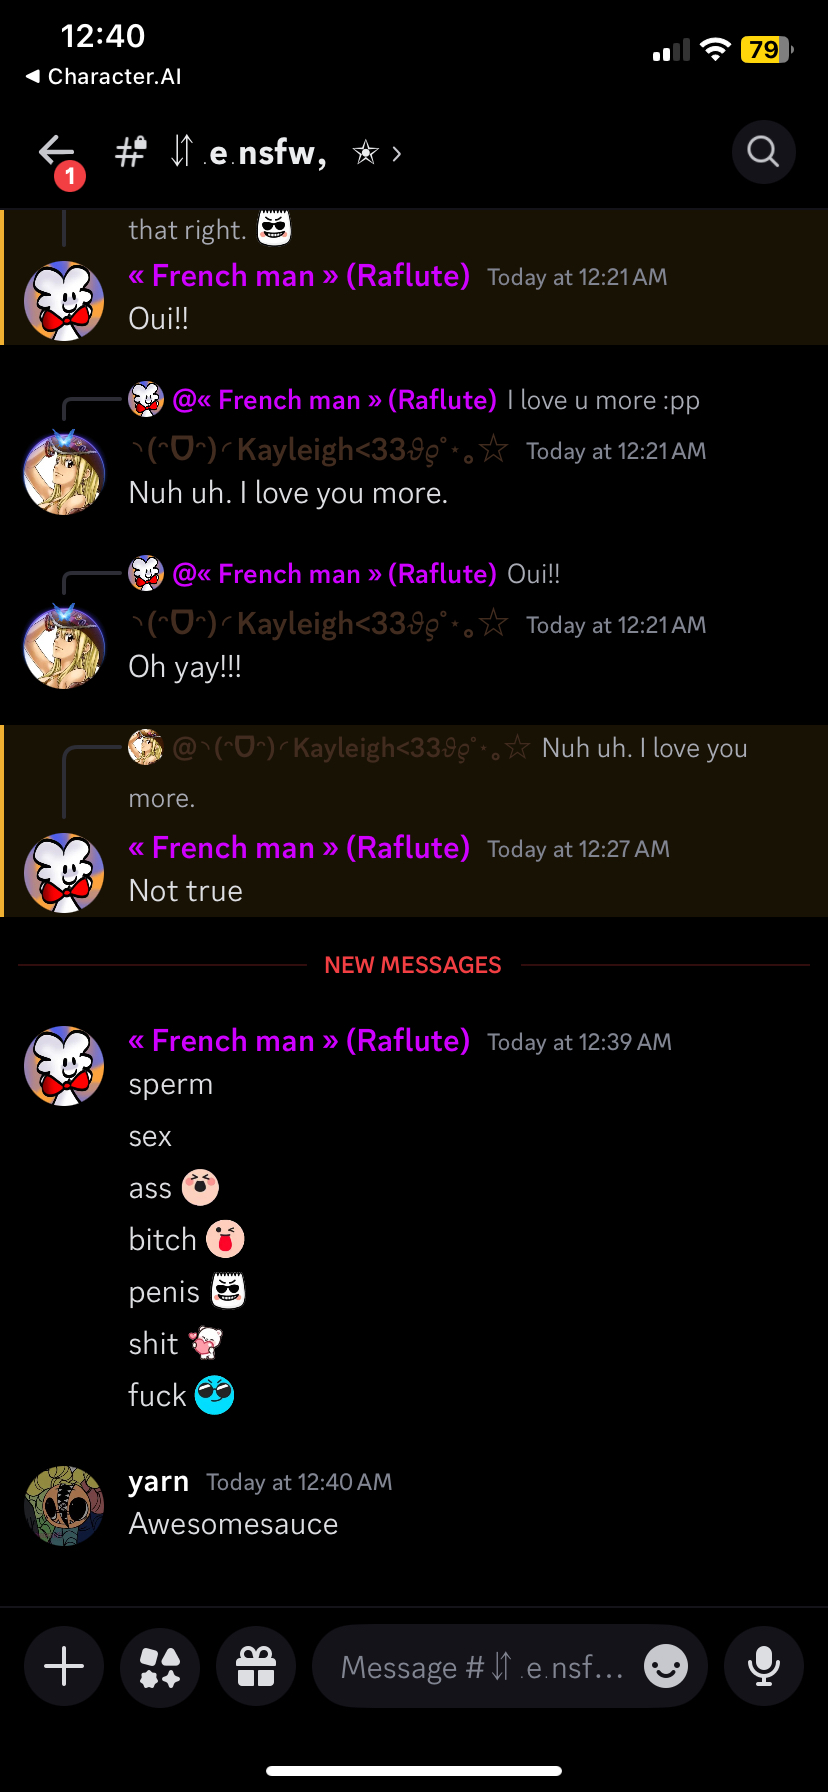 12:40
79
◀ Character.AI
1
# ⇵ .e.nsfw, ✯ ›
that right.
« French man » (Raflute) Today at 12:21 AM
Oui!!
@« French man » (Raflute) I love u more :pp
◝(ᵔᗜᵔ)◜Kayleigh<33𝜗𝜚˚⋆｡☆ Today at 12:21 AM
Nuh uh. I love you more.
@« French man » (Raflute) Oui!!
◝(ᵔᗜᵔ)◜Kayleigh<33𝜗𝜚˚⋆｡☆ Today at 12:21 AM
Oh yay!!!
@◝(ᵔᗜᵔ)◜Kayleigh<33𝜗𝜚˚⋆｡☆ Nuh uh. I love you
more.
« French man » (Raflute) Today at 12:27 AM
Not true
NEW MESSAGES
« French man » (Raflute) Today at 12:39 AM
sperm
sex
ass
bitch
penis
shit
fuck
yarn Today at 12:40 AM
Awesomesauce
Message #⇵ .e.nsf...